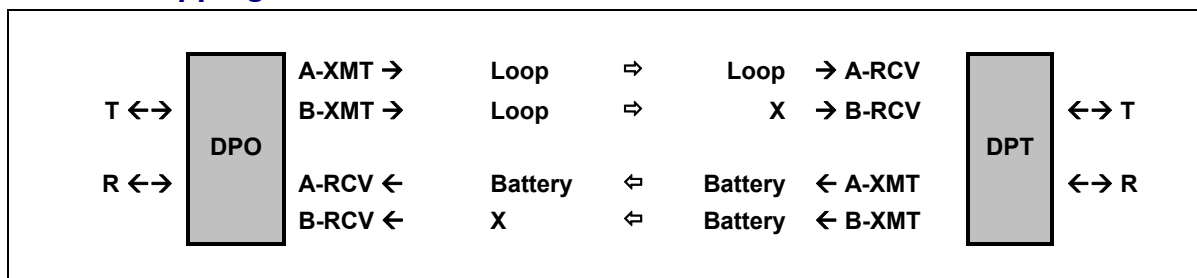 A-XMT → Loop ⇨ Loop → A-RCV
T ←→ B-XMT → Loop ⇨ X → B-RCV ←→ T
DPO DPT
R ←→ A-RCV ← Battery ⇦ Battery ← A-XMT ←→ R
B-RCV ← X ⇦ Battery ← B-XMT